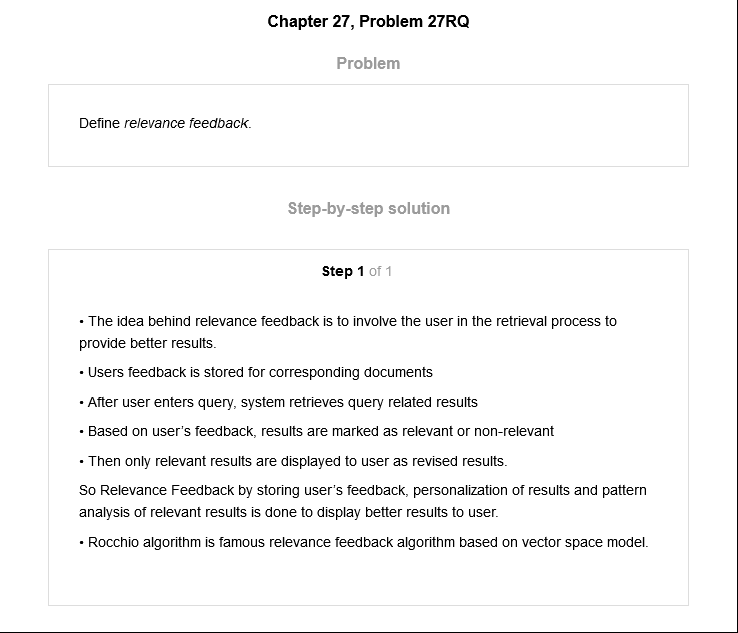 Chapter 27, Problem 27RQ
Problem
Define relevance feedback.
Step-by-step solution
Step 1 of 1
• The idea behind relevance feedback is to involve the user in the retrieval process to
provide better results.
• Users feedback is stored for corresponding documents
• After user enters query, system retrieves query related results
• Based on user’s feedback, results are marked as relevant or non-relevant
• Then only relevant results are displayed to user as revised results.
So Relevance Feedback by storing user’s feedback, personalization of results and pattern
analysis of relevant results is done to display better results to user.
• Rocchio algorithm is famous relevance feedback algorithm based on vector space model.